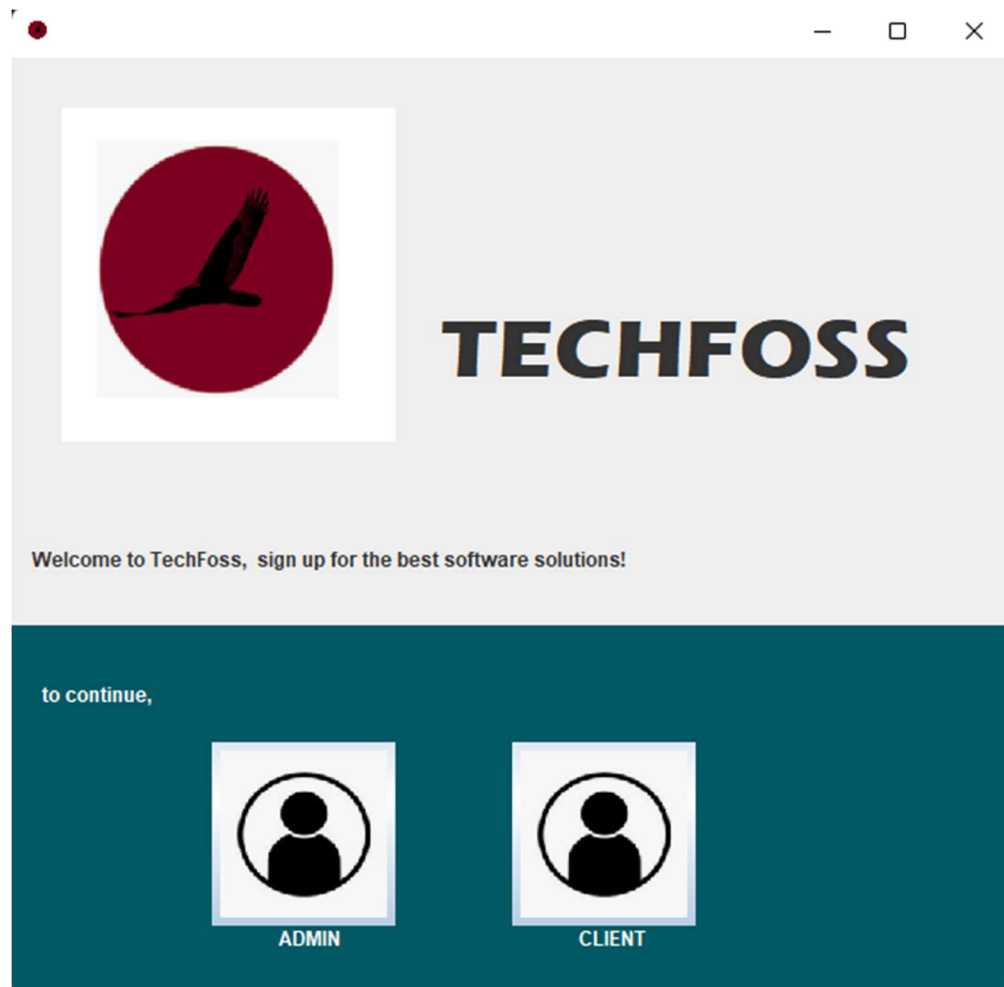 TECHFOSS
Welcome to TechFoss,  sign up for the best software solutions!
to continue,
ADMIN
CLIENT